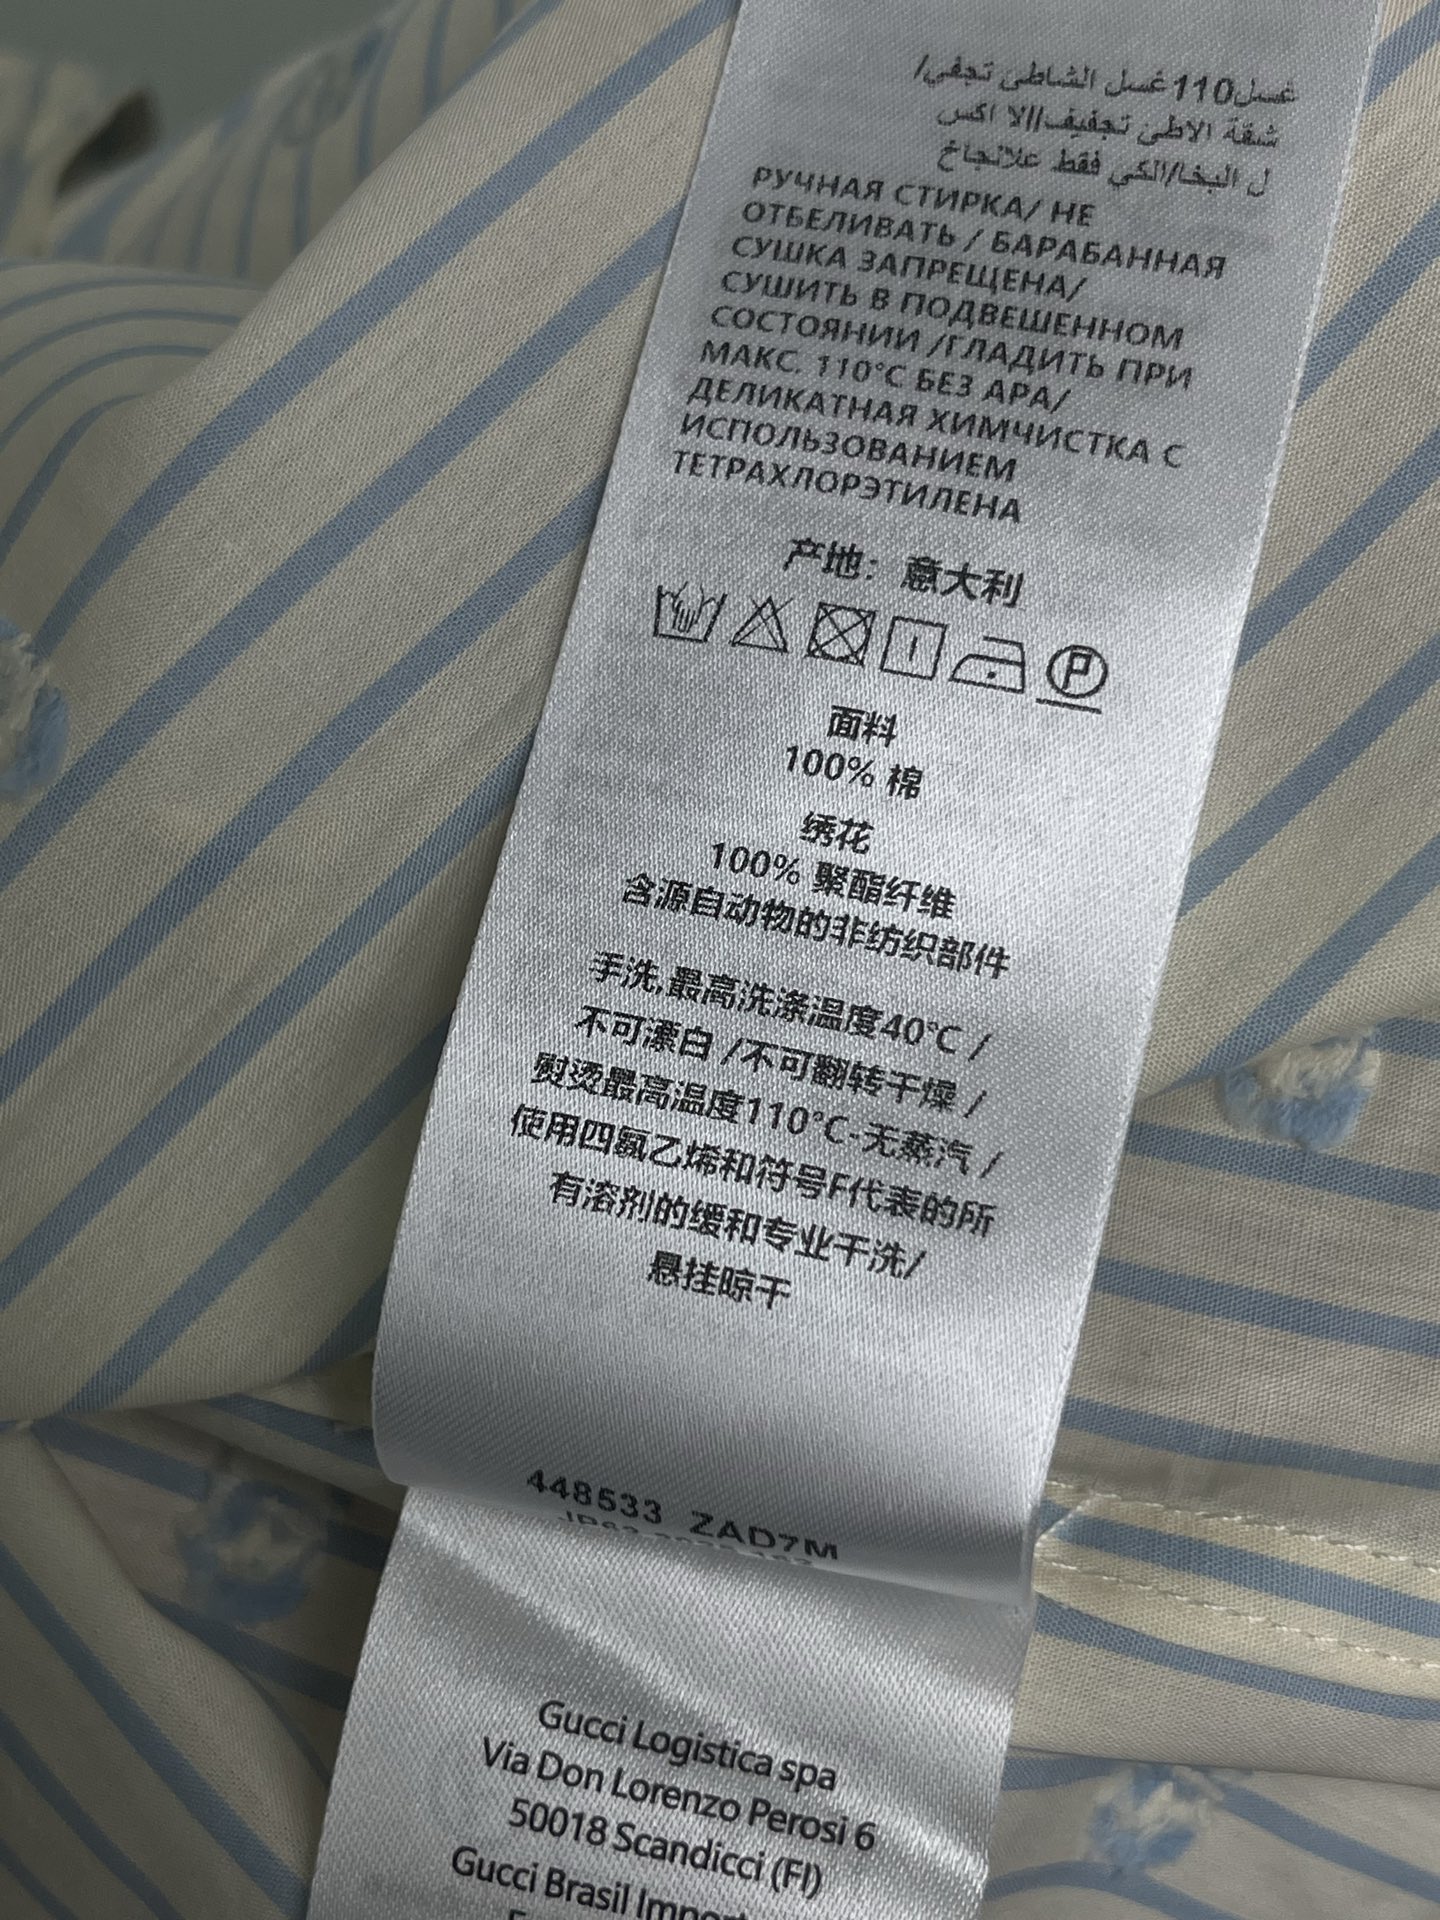 غسل110غسل الشاطئ تجفي/
شقة الاطئ تجفيف//لا اكس
ل البخا/الكي فقط علانجاخ
РУЧНАЯ СТИРКА/ НЕ
ОТБЕЛИВАТЬ / БАРАБАННАЯ
СУШКА ЗАПРЕЩЕНА/
СУШИТЬ В ПОДВЕШЕННОМ
СОСТОЯНИИ /ГЛАДИТЬ ПРИ
МАКС. 110°C БЕЗ АРА/
ДЕЛИКАТНАЯ ХИМЧИСТКА С
ИСПОЛЬЗОВАНИЕМ
ТЕТРАХЛОРЭТИЛЕНА
产地：意大利
P
面料
100% 棉
绣花
100% 聚酯纤维
含源自动物的非纺织部件
手洗,最高洗涤温度40℃ /
不可漂白 /不可翻转干燥 /
熨烫最高温度110℃-无蒸汽 /
使用四氯乙烯和符号F代表的所
有溶剂的缓和专业干洗/
悬挂晾干
448533 ZAD7M
Gucci Logistica spa
Via Don Lorenzo Perosi 6
50018 Scandicci (FI)
Gucci Brasil